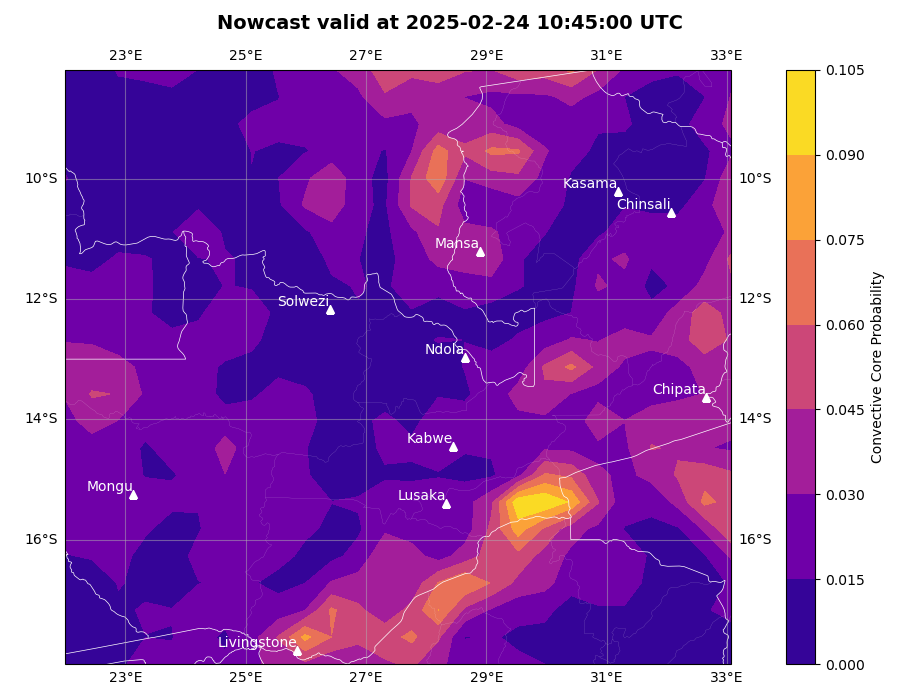 Nowcast valid at 2025-02-24 10:45:00 UTC
23°E 25°E 27°E 29°E 31°E 33°E
10°S 10°S
12°S 12°S
14°S 14°S
16°S 16°S
Kasama
Chinsali
Mansa
Solwezi
Ndola
Chipata
Kabwe
Mongu
Lusaka
Livingstone
23°E 25°E 27°E 29°E 31°E 33°E
0.105
0.090
0.075
0.060
0.045
0.030
0.015
0.000
Convective Core Probability